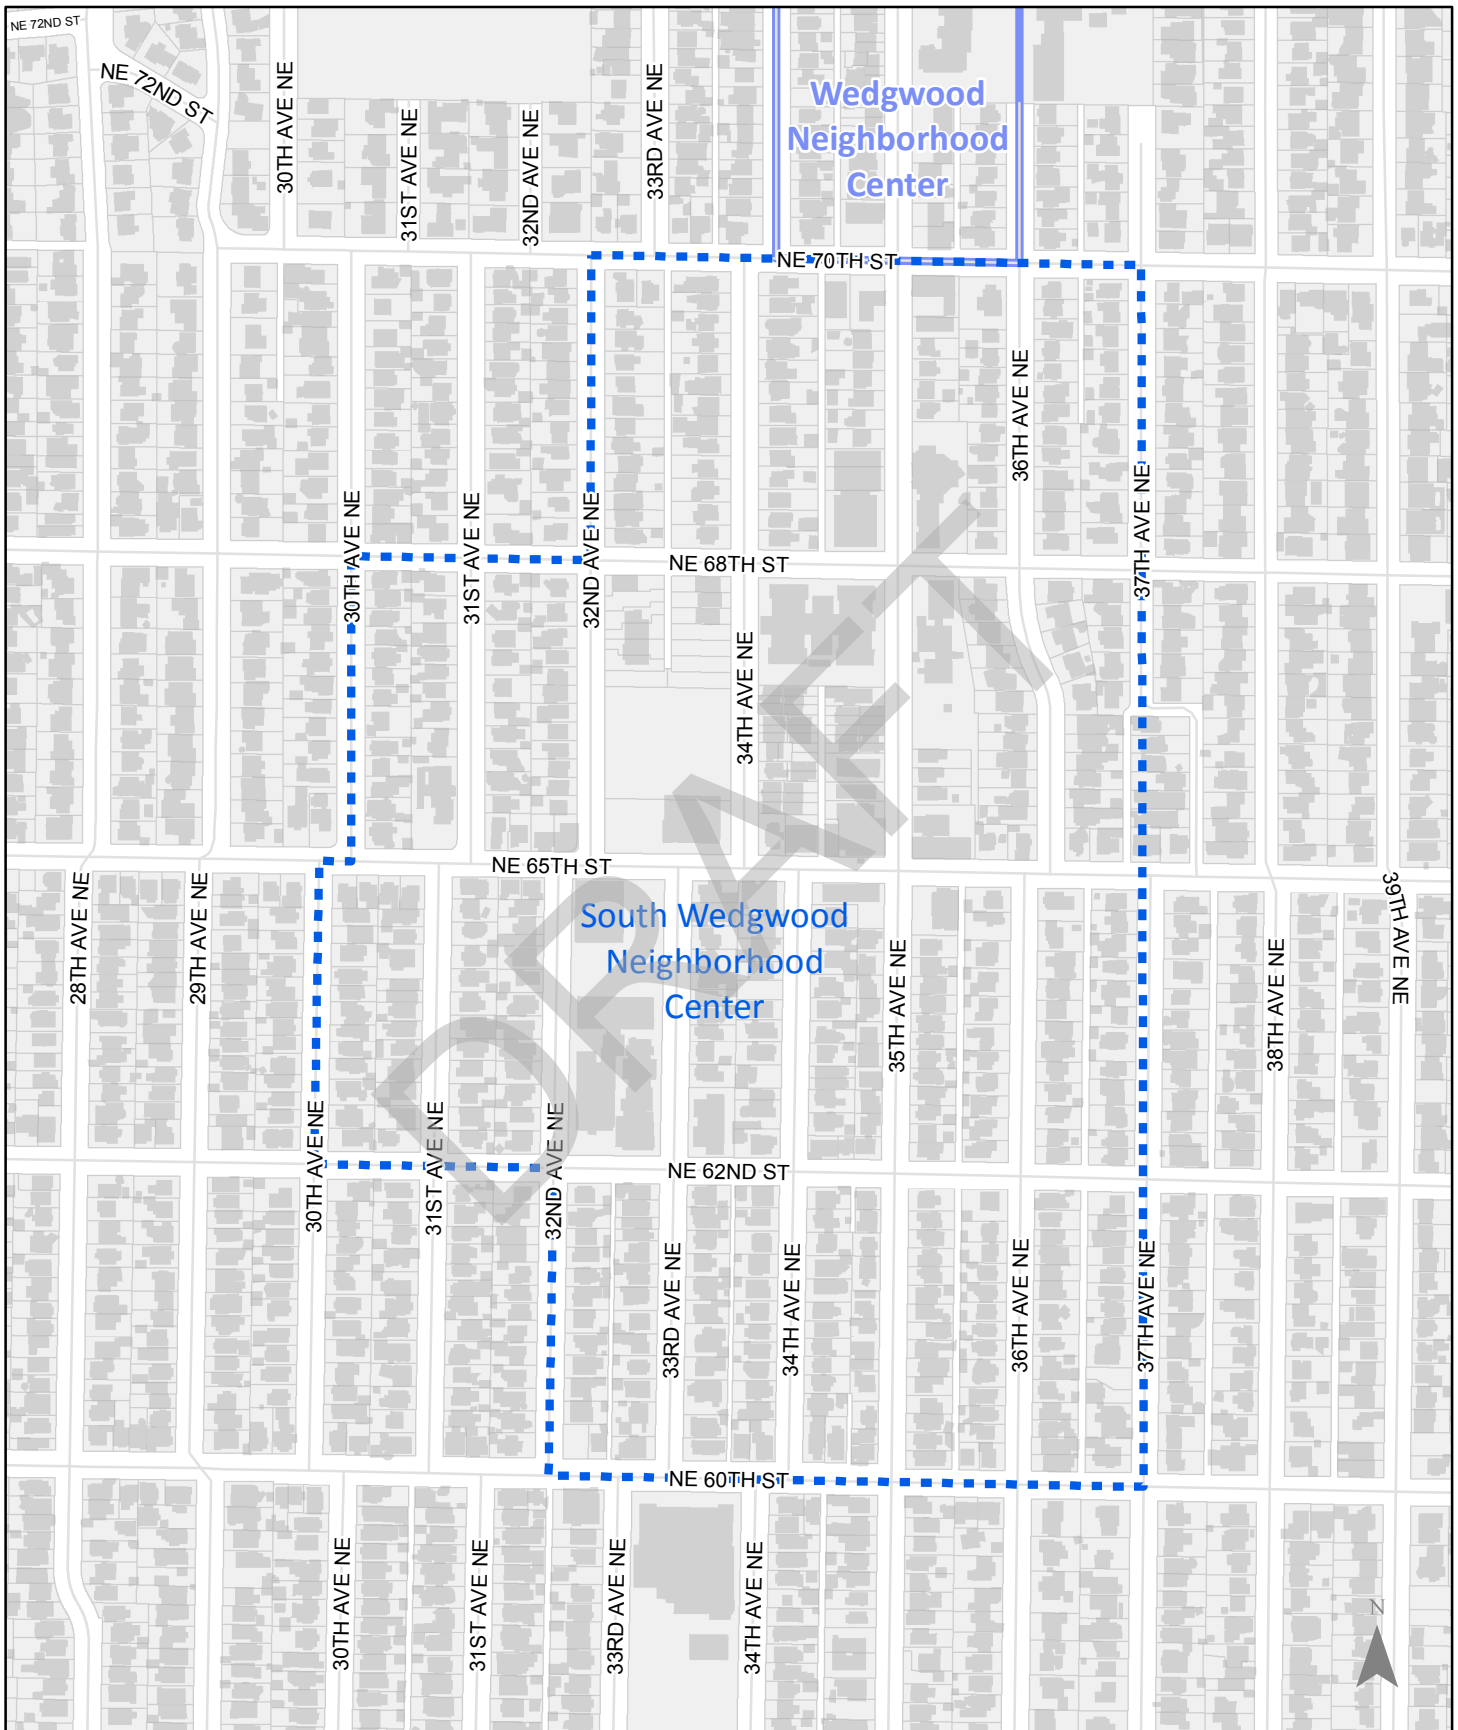 NE 72ND ST
NE 72ND ST
30TH AVE NE
31ST AVE NE
32ND AVE NE
33RD AVE NE
Wedgwood
Neighborhood
Center
NE 70TH ST
36TH AVE NE
37TH AVE NE
30TH AVE NE
31ST AVE NE
32ND AVE NE
NE 68TH ST
34TH AVE NE
NE 65TH ST
DRAFT
South Wedgwood
Neighborhood
Center
28TH AVE NE
29TH AVE NE
35TH AVE NE
38TH AVE NE
39TH AVE NE
30TH AVE NE
31ST AVE NE
32ND AVE NE
NE 62ND ST
33RD AVE NE
34TH AVE NE
36TH AVE NE
37TH AVE NE
NE 60TH ST
30TH AVE NE
31ST AVE NE
33RD AVE NE
34TH AVE NE
N